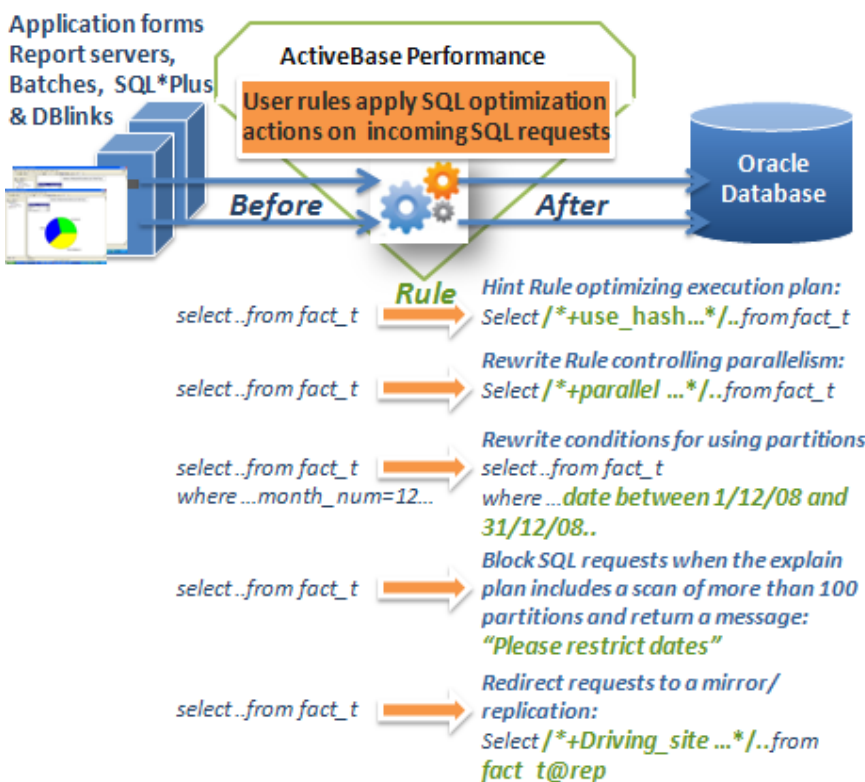 Application forms
Report servers,
Batches, SQL*Plus
& DBlinks
ActiveBase Performance
User rules apply SQL optimization
actions on incoming SQL requests
Before
After
Oracle
Database
Rule
select..from fact_t
Hint Rule optimizing execution plan:
Select /*+use_hash...*/..from fact_t
select..from fact_t
Rewrite Rule controlling parallelism:
Select /*+parallel ...*/..from fact_t
select..from fact_t
where ...month_num=12...
Rewrite conditions for using partitions
select..from fact_t
where ...date between 1/12/08 and
31/12/08..
select..from fact_t
Block SQL requests when the explain
plan includes a scan of more than 100
partitions and return a message:
“Please restrict dates”
select..from fact_t
Redirect requests to a mirror/
replication:
Select /*+Driving_site ...*/..from
fact_t@rep